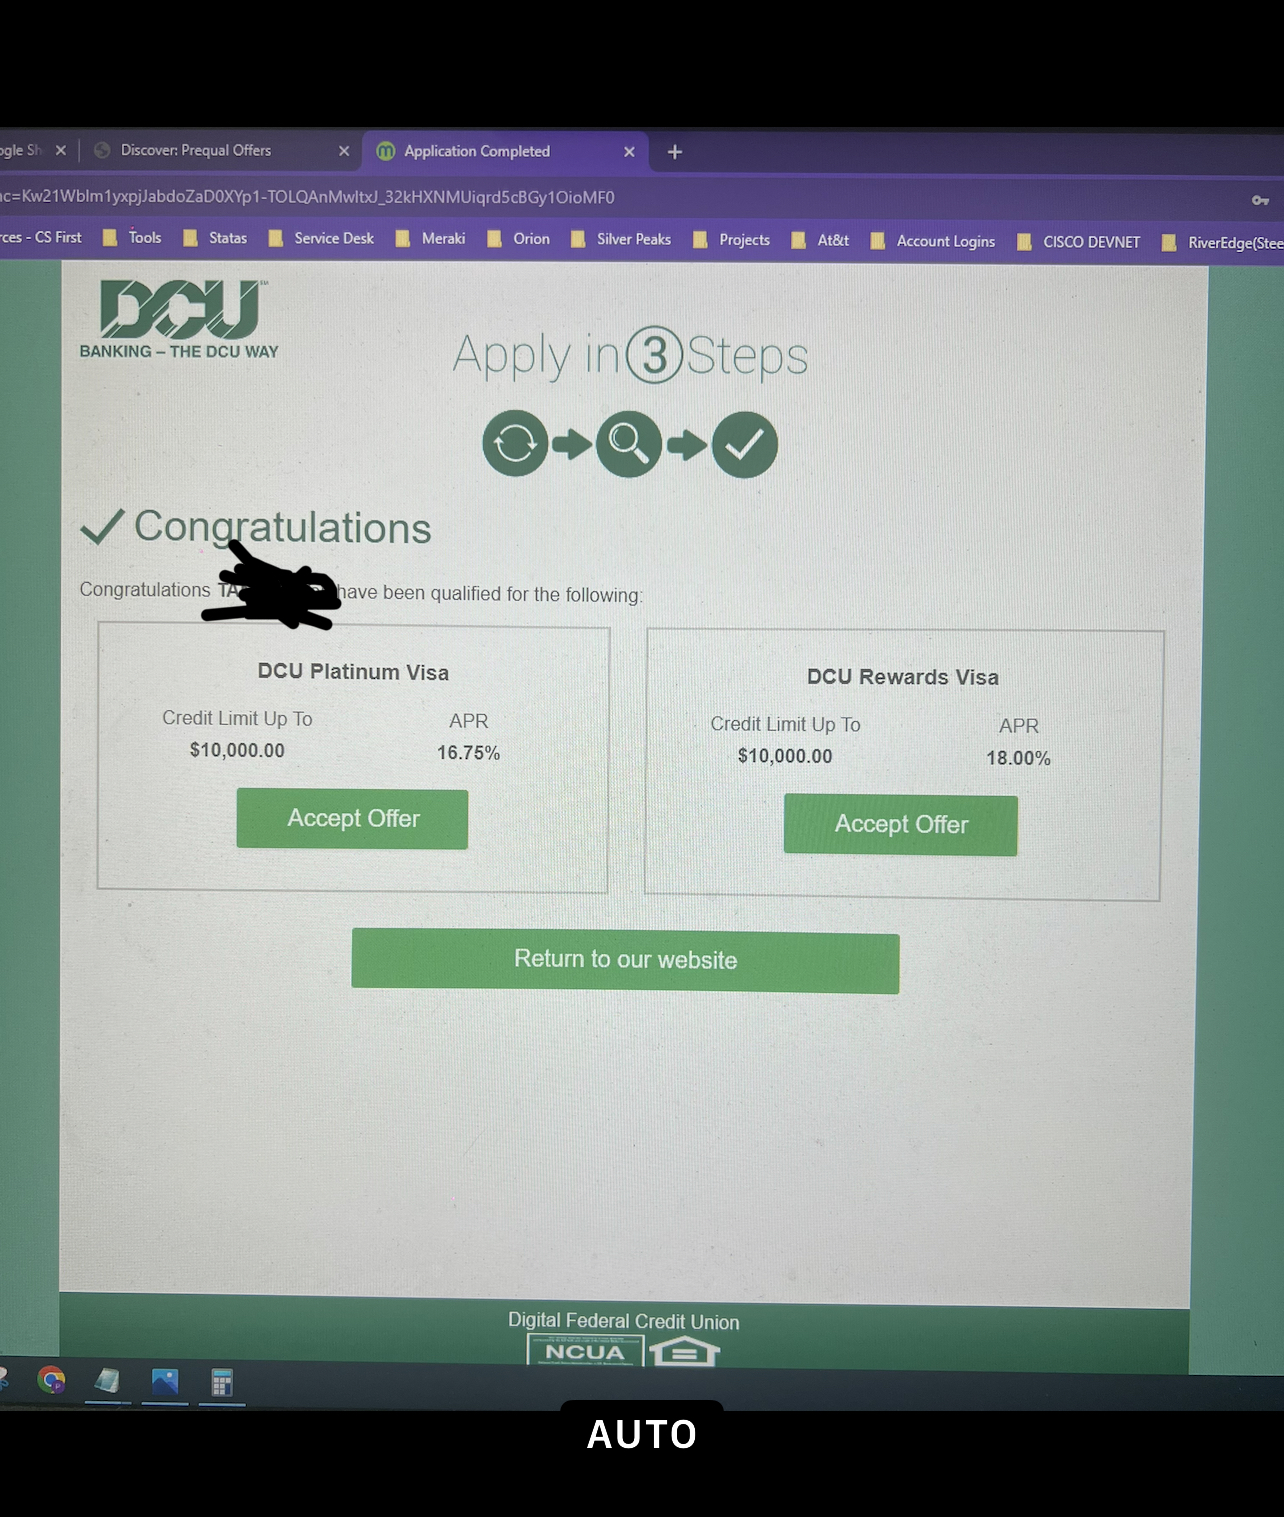 ogle Sh
Discover: Prequal Offers
Application Completed
ac=Kw21Wblm1yxpjJabdoZaD0XYp1-TOLQAnMwltxJ_32kHXNMUiqrd5cBGy1OioMF0
rces - CS First Tools Statas Service Desk Meraki Orion Silver Peaks Projects At&t Account Logins CISCO DEVNET RiverEdge(Stee
DCU
BANKING – THE DCU WAY
Apply in 3 Steps
Congratulations
Congratulations have been qualified for the following:
DCU Platinum Visa
Credit Limit Up To APR
$10,000.00 16.75%
Accept Offer
DCU Rewards Visa
Credit Limit Up To APR
$10,000.00 18.00%
Accept Offer
Return to our website
Digital Federal Credit Union
NCUA
AUTO